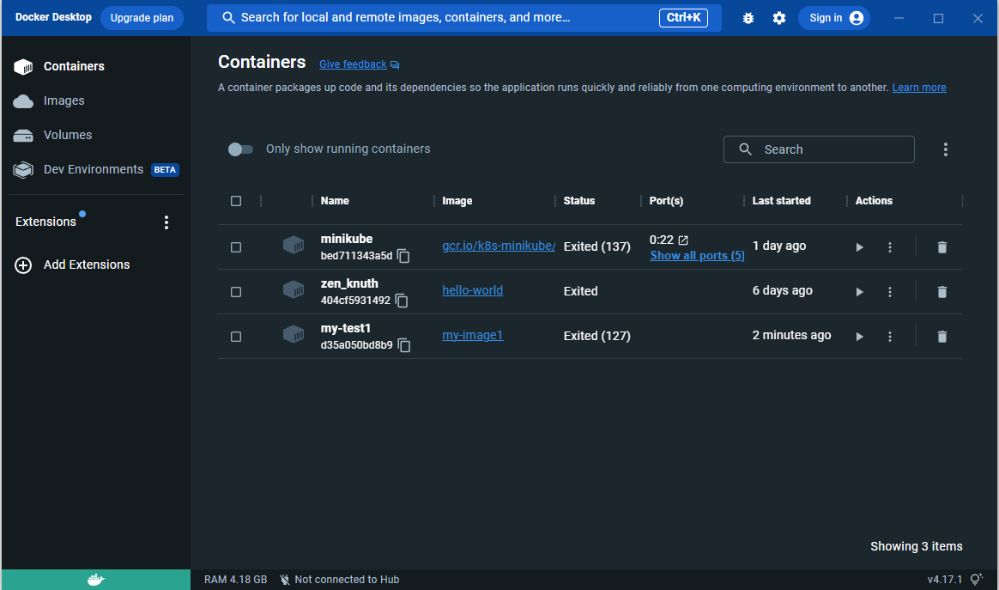 Docker Desktop Upgrade plan Search for local and remote images, containers, and more... Ctrl+K Sign in
Containers
Images
Volumes
Dev Environments BETA
Extensions
Add Extensions
Containers Give feedback
A container packages up code and its dependencies so the application runs quickly and reliably from one computing environment to another. Learn more
Only show running containers Search
Name Image Status Port(s) Last started Actions
minikube
bed711343a5d gcr.io/k8s-minikube/ Exited (137) 0:22 1 day ago
Show all ports (5)
zen_knuth
404cf5931492 hello-world Exited 6 days ago
my-test1
d35a050bd8b9 my-image1 Exited (127) 2 minutes ago
Showing 3 items
RAM 4.18 GB Not connected to Hub v4.17.1